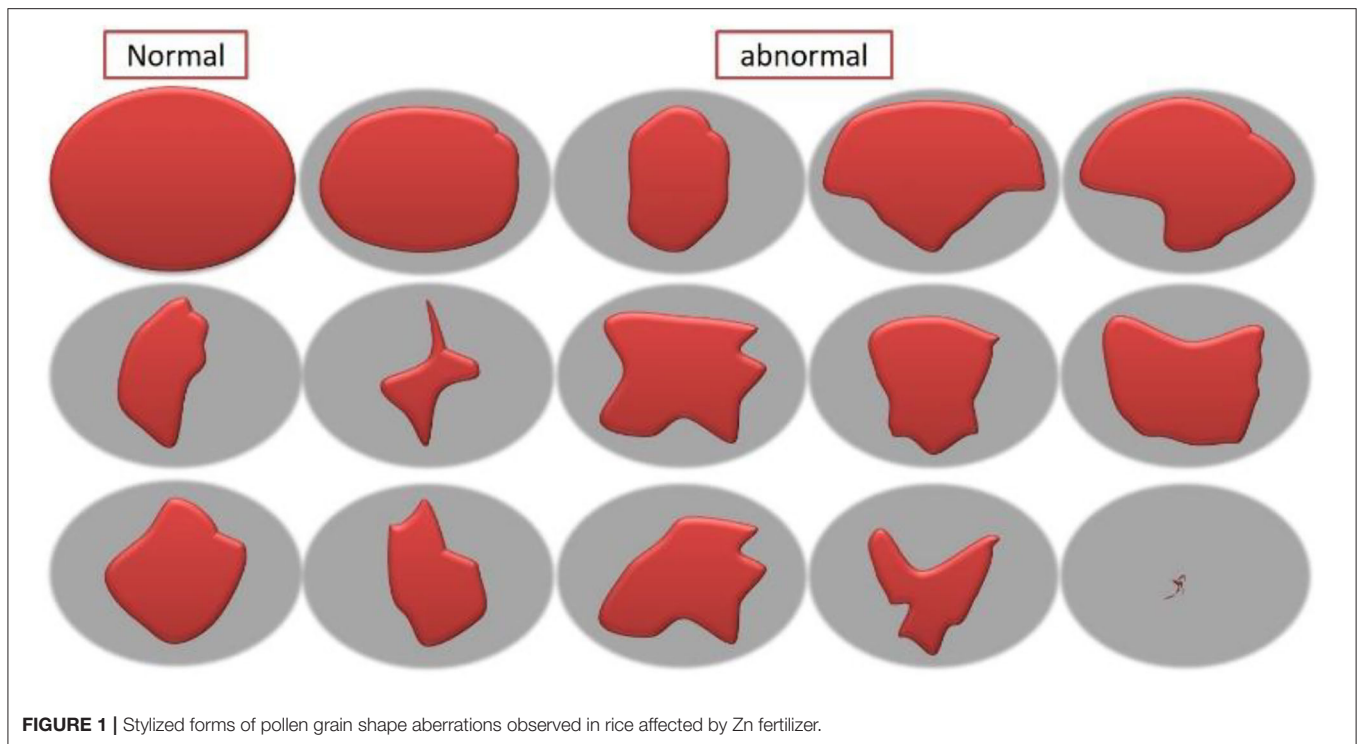 Normal
abnormal
FIGURE 1 | Stylized forms of pollen grain shape aberrations observed in rice affected by Zn fertilizer.